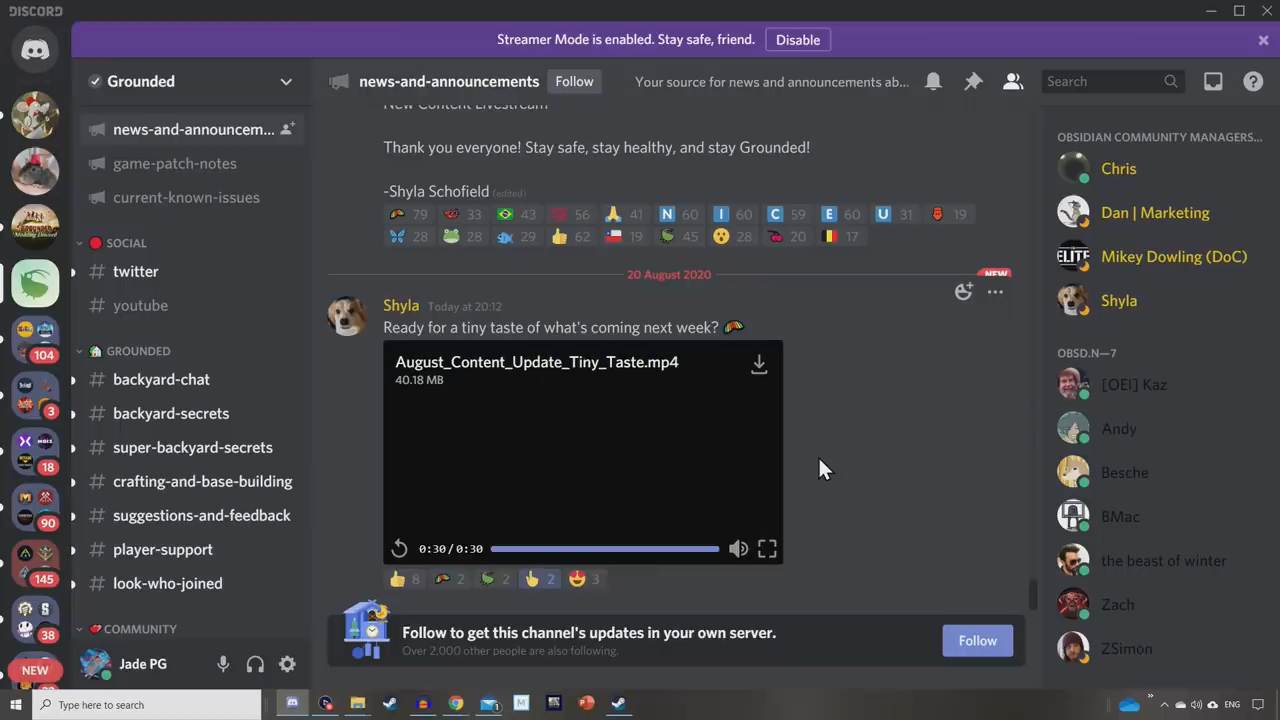 DISCORD
Streamer Mode is enabled. Stay safe, friend.
Disable
Grounded
news-and-announcem...
game-patch-notes
current-known-issues
SOCIAL
twitter
youtube
GROUNDED
backyard-chat
backyard-secrets
super-backyard-secrets
crafting-and-base-building
suggestions-and-feedback
player-support
look-who-joined
COMMUNITY
104
3
18
90
145
38
NEW
Jade PG
news-and-announcements
Follow
Your source for news and announcements ab...
Search
New Content Livestream
Thank you everyone! Stay safe, stay healthy, and stay Grounded!
-Shyla Schofield (edited)
79 33 43 56 41 N 60 I 60 C 59 E 60 U 31 19
28 28 29 62 19 45 28 20 17
20 August 2020
NEW
Shyla Today at 20:12
Ready for a tiny taste of what's coming next week?
August_Content_Update_Tiny_Taste.mp4
40.18 MB
0:30/0:30
8 2 2 2 3
Follow to get this channel's updates in your own server.
Over 2,000 other people are also following.
Follow
OBSIDIAN COMMUNITY MANAGERS...
Chris
Dan | Marketing
ELITE
Mikey Dowling (DoC)
Shyla
OBSD.N—7
[OEI] Kaz
Andy
Besche
BMac
the beast of winter
Zach
ZSimon
Type here to search
ENG